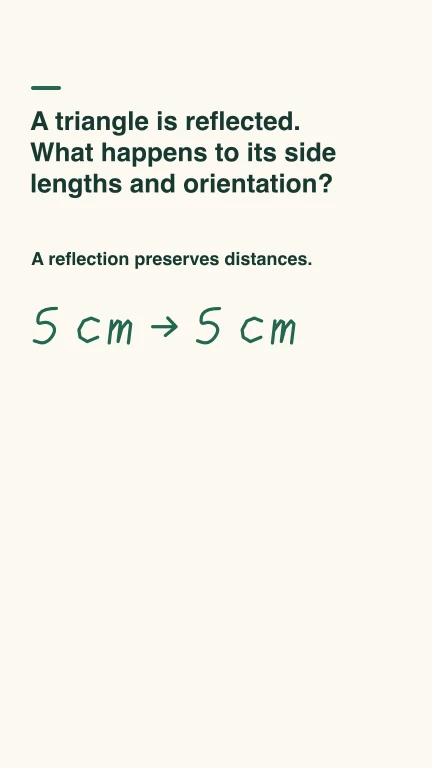 A triangle is reflected.
What happens to its side
lengths and orientation?
A reflection preserves distances.
5 cm → 5 cm